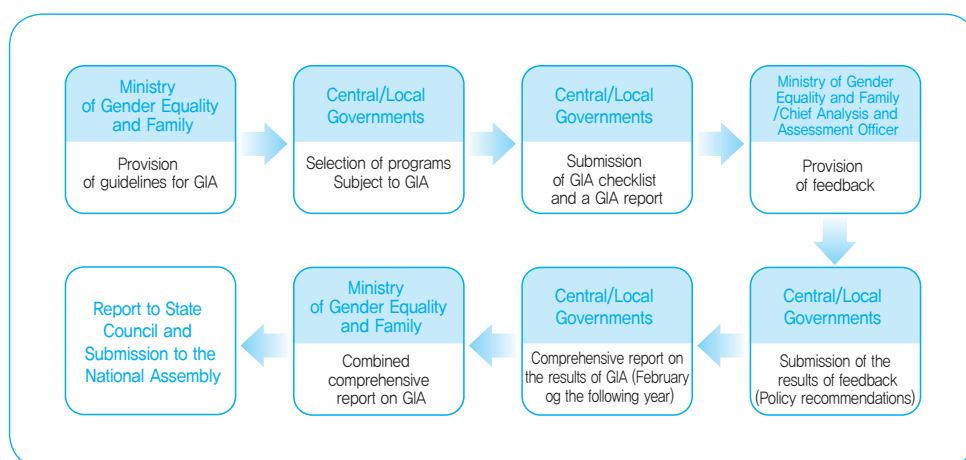 Ministry
of Gender Equality
and Family
Provision
of guidelines for GIA
Central/Local
Governments
Selection of programs
Subject to GIA
Central/Local
Governments
Submission
of GIA checklist
and a GIA report
Ministry of Gender
Equality and Family
/Chief Analysis and
Assessment Officer
Provision
of feedback
Central/Local
Governments
Submission of the
results of feedback
(Policy recommendations)
Central/Local
Governments
Comprehensive report on
the results of GIA (February
og the following year)
Ministry
of Gender Equality
and Family
Combined
comprehensive
report on GIA
Report to State
Council and
Submission to the
National Assembly